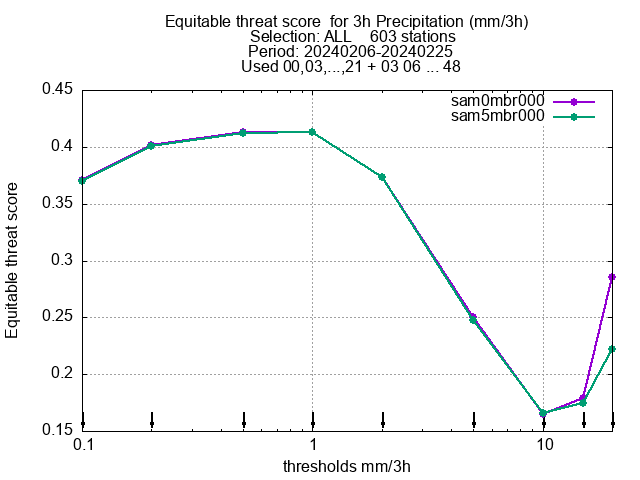 Equitable threat score  for 3h Precipitation (mm/3h)
Selection: ALL    603 stations
Period: 20240206-20240225
Used 00,03,...,21 + 03 06 ... 48
sam0mbr000
sam5mbr000
0.45
0.4
0.35
0.3
0.25
0.2
0.15
Equitable threat score
0.1 1 10
thresholds mm/3h